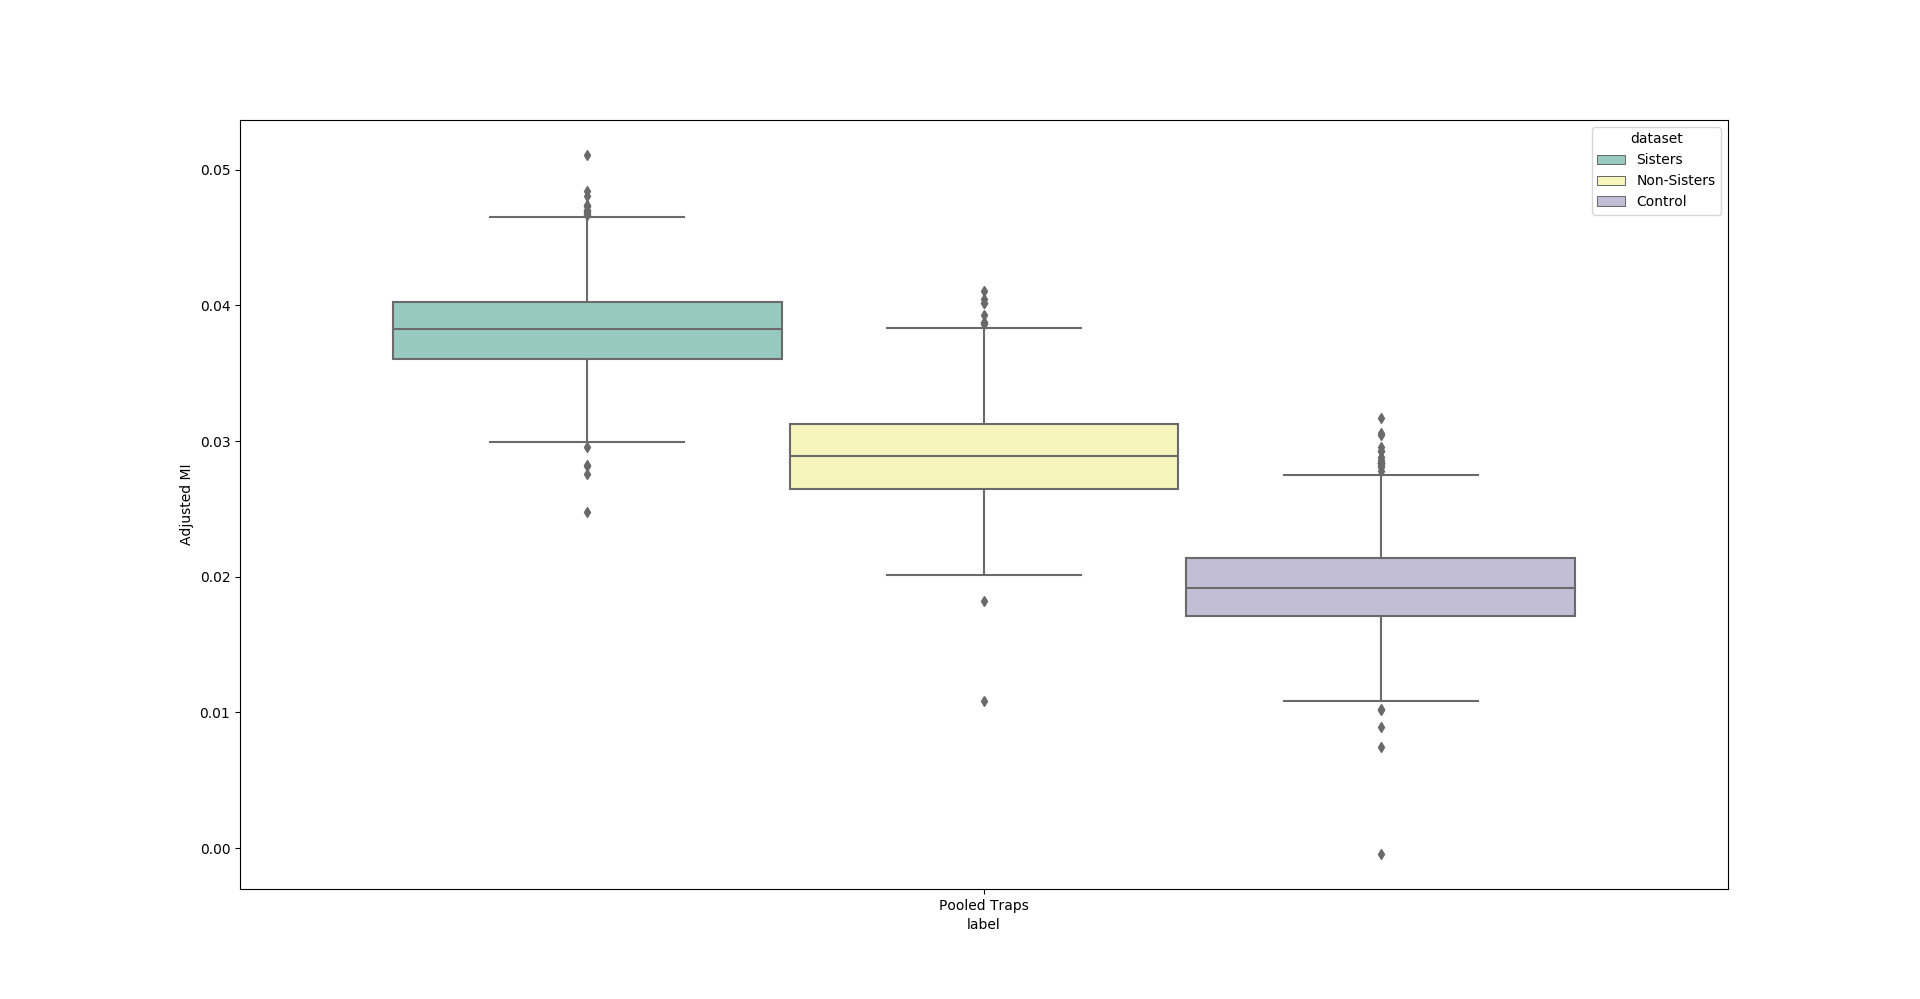 dataset
Sisters
Non-Sisters
Control
0.05
0.04
0.03
0.02
0.01
0.00
Adjusted MI
Pooled Traps
label